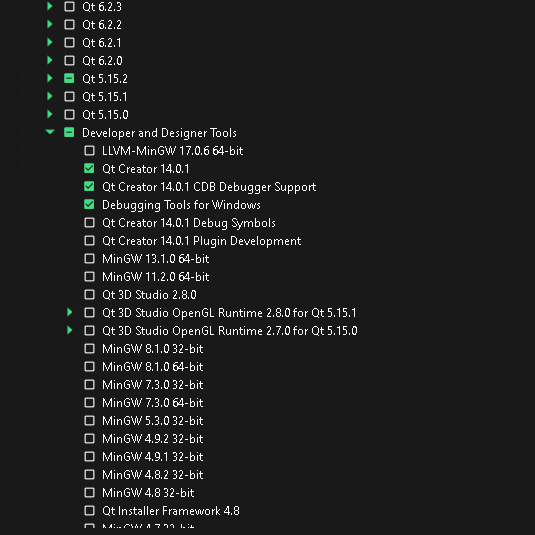 Qt 6.2.3
Qt 6.2.2
Qt 6.2.1
Qt 6.2.0
Qt 5.15.2
Qt 5.15.1
Qt 5.15.0
Developer and Designer Tools
LLVM-MinGW 17.0.6 64-bit
Qt Creator 14.0.1
Qt Creator 14.0.1 CDB Debugger Support
Debugging Tools for Windows
Qt Creator 14.0.1 Debug Symbols
Qt Creator 14.0.1 Plugin Development
MinGW 13.1.0 64-bit
MinGW 11.2.0 64-bit
Qt 3D Studio 2.8.0
Qt 3D Studio OpenGL Runtime 2.8.0 for Qt 5.15.1
Qt 3D Studio OpenGL Runtime 2.7.0 for Qt 5.15.0
MinGW 8.1.0 32-bit
MinGW 8.1.0 64-bit
MinGW 7.3.0 32-bit
MinGW 7.3.0 64-bit
MinGW 5.3.0 32-bit
MinGW 4.9.2 32-bit
MinGW 4.9.1 32-bit
MinGW 4.8.2 32-bit
MinGW 4.8 32-bit
Qt Installer Framework 4.8
MinGW 4.7 32-bit